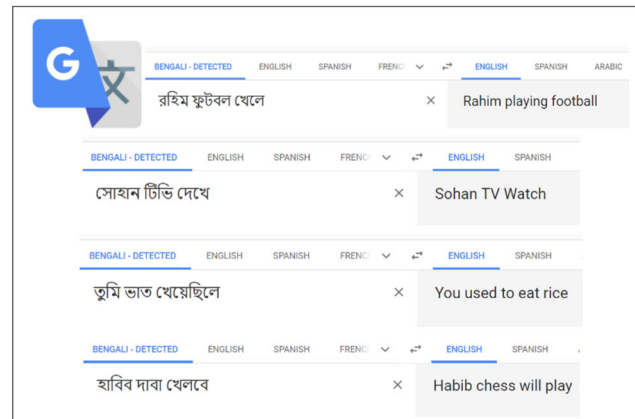 G 文
BENGALI - DETECTED ENGLISH SPANISH FRENC ENGLISH SPANISH ARABIC
রহিম ফুটবল খেলে × Rahim playing football
BENGALI - DETECTED ENGLISH SPANISH FRENC ENGLISH SPANISH
সোহান টিভি দেখে × Sohan TV Watch
BENGALI - DETECTED ENGLISH SPANISH FRENC ENGLISH SPANISH
তুমি ভাত খেয়েছিলে × You used to eat rice
BENGALI - DETECTED ENGLISH SPANISH FRENC ENGLISH SPANISH
হাবিব দাবা খেলবে × Habib chess will play